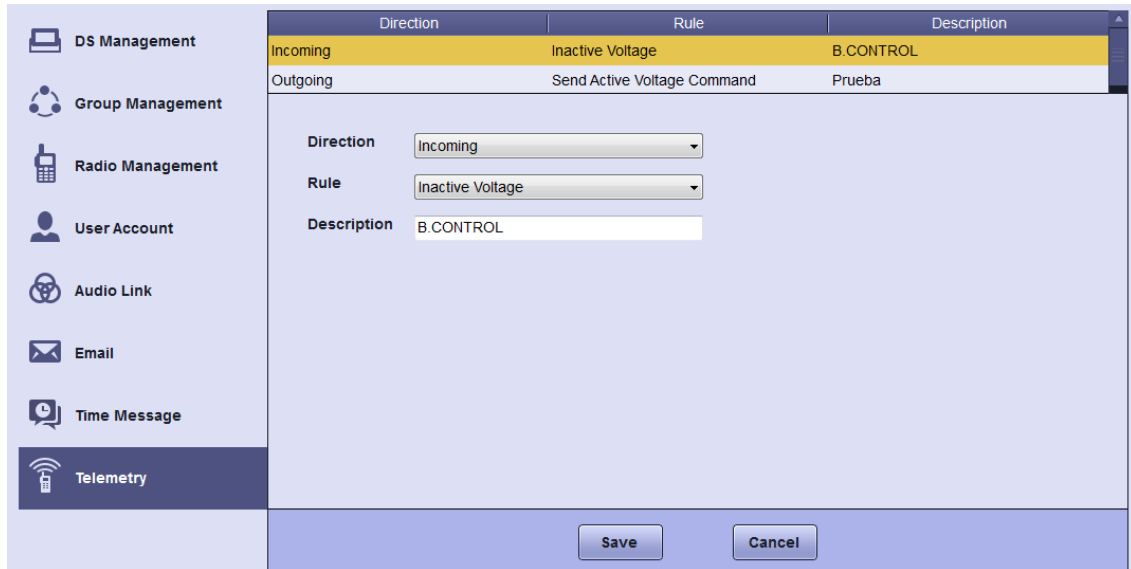 DS Management
Group Management
Radio Management
User Account
Audio Link
Email
Time Message
Telemetry
Direction Rule Description
Incoming Inactive Voltage B.CONTROL
Outgoing Send Active Voltage Command Prueba
Direction Incoming
Rule Inactive Voltage
Description B.CONTROL
Save Cancel